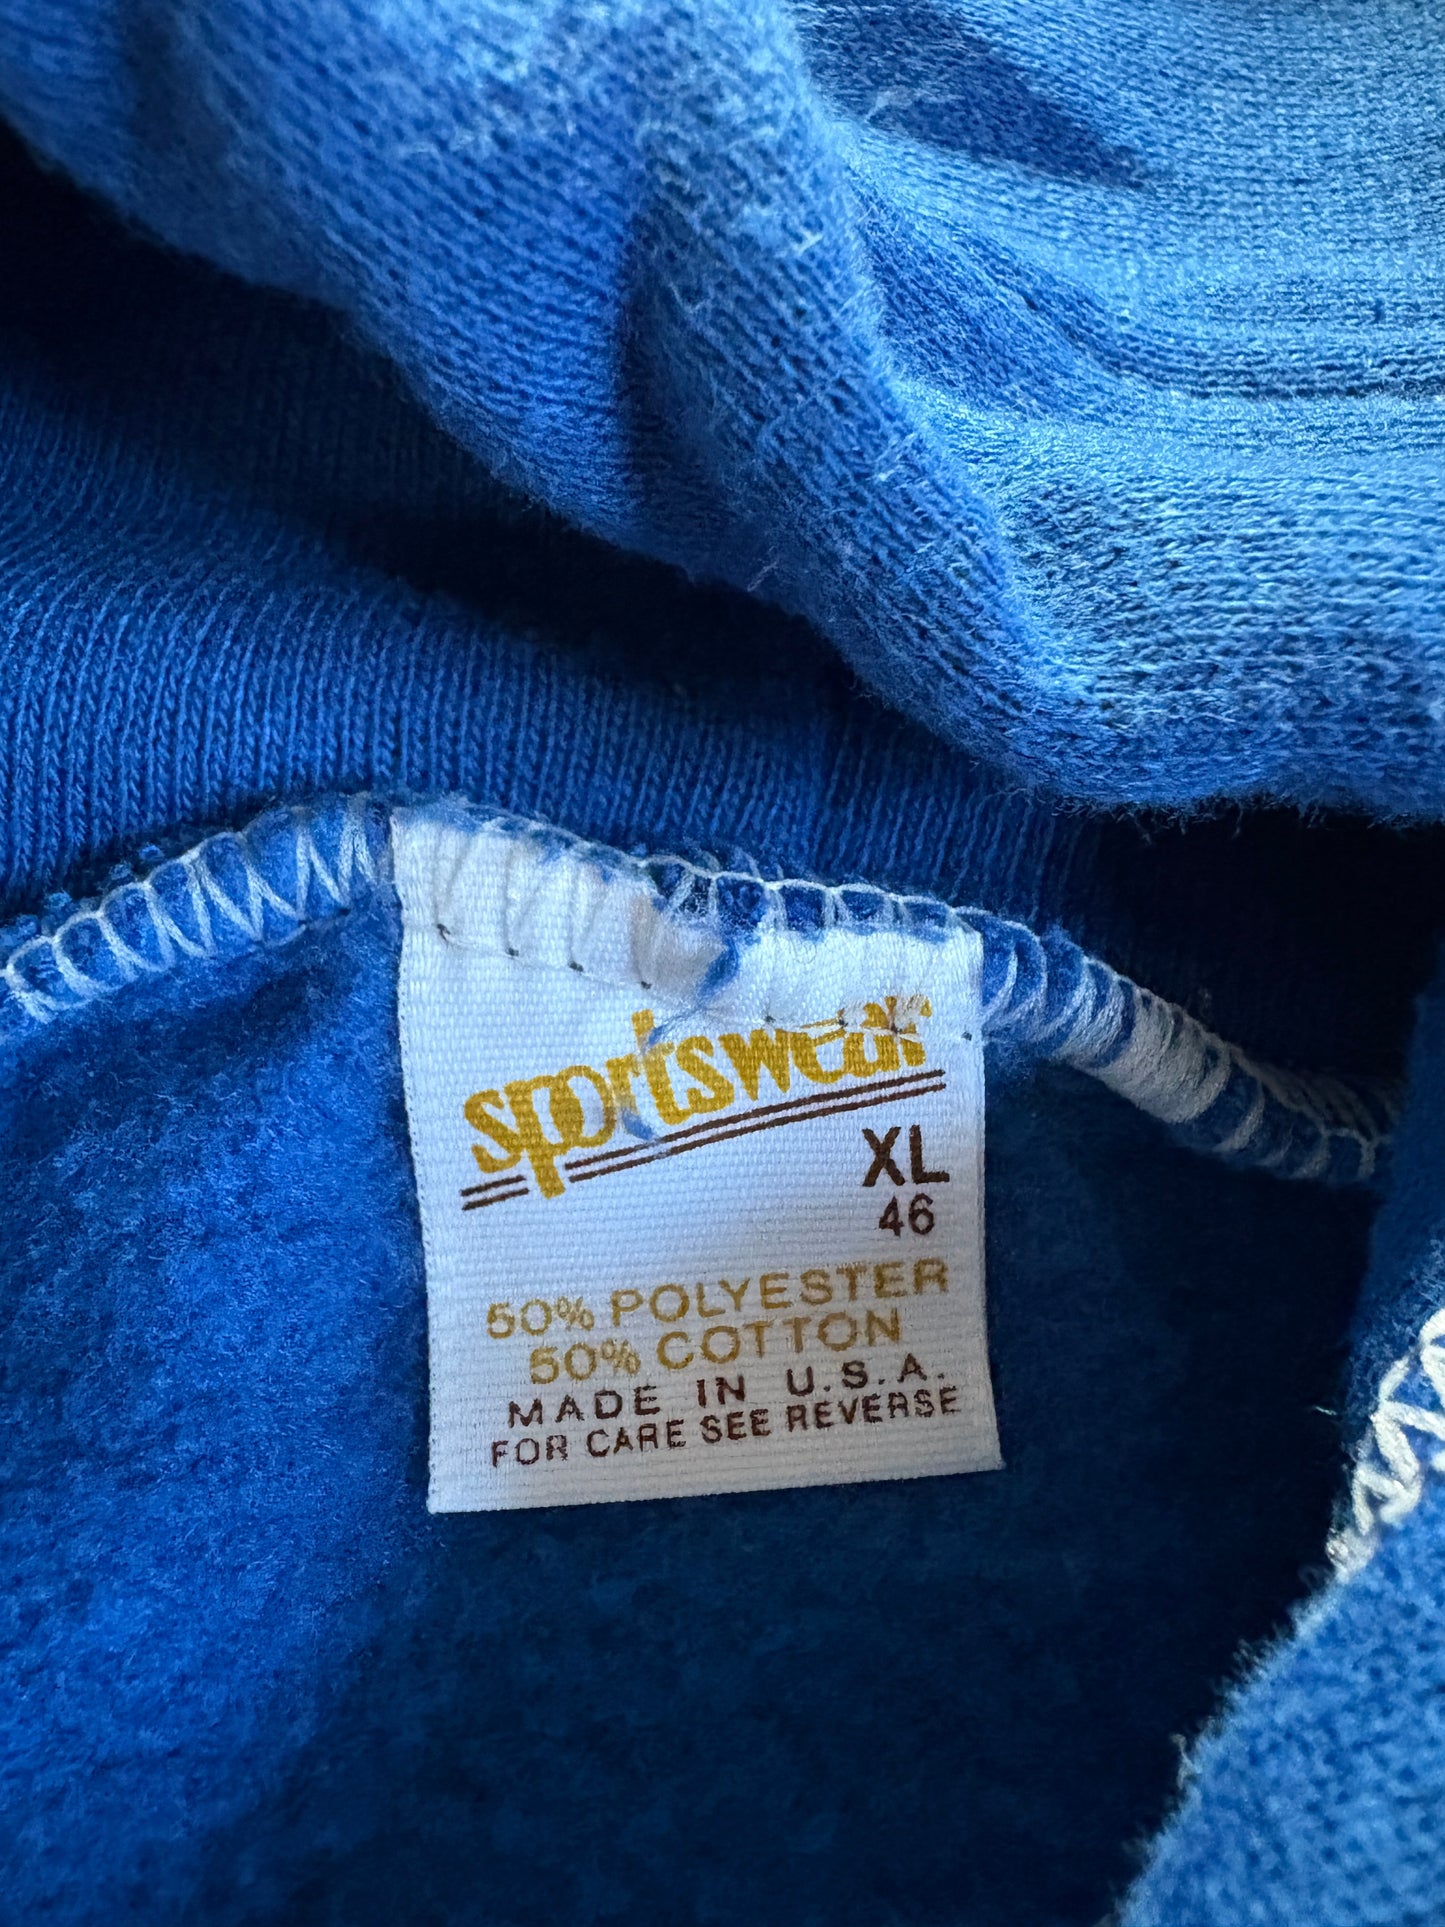 sportswear
XL
46
50% POLYESTER
50% COTTON
MADE IN U.S.A.
FOR CARE SEE REVERSE